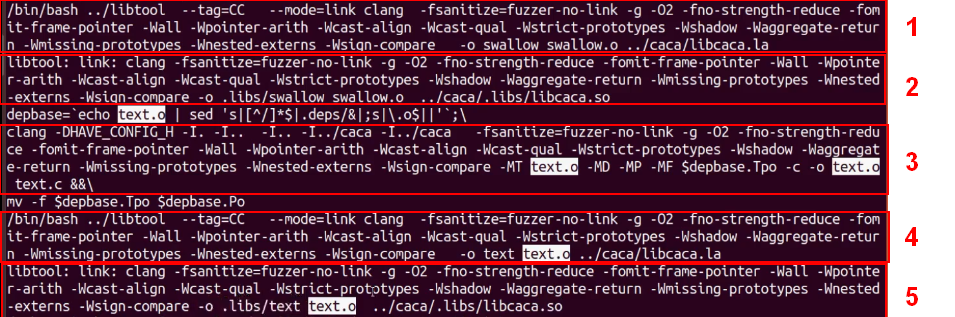 /bin/bash ../libtool  --tag=CC   --mode=link clang  -fsanitize=fuzzer-no-link -g -O2 -fno-strength-reduce -fom
it-frame-pointer -Wall -Wpointer-arith -Wcast-align -Wcast-qual -Wstrict-prototypes -Wshadow -Waggregate-retur
n -Wmissing-prototypes -Wnested-externs -Wsign-compare   -o swallow swallow.o ../caca/libcaca.la
1
libtool: link: clang -fsanitize=fuzzer-no-link -g -O2 -fno-strength-reduce -fomit-frame-pointer -Wall -Wpointe
r-arith -Wcast-align -Wcast-qual -Wstrict-prototypes -Wshadow -Waggregate-return -Wmissing-prototypes -Wnested
-externs -Wsign-compare -o .libs/swallow swallow.o  ../caca/.libs/libcaca.so
2
depbase=`echo text.o | sed 's|[^/]*$|.deps/&|;s|\.o$||'`;\
clang -DHAVE_CONFIG_H -I. -I..  -I.. -I../caca -I../caca   -fsanitize=fuzzer-no-link -g -O2 -fno-strength-redu
ce -fomit-frame-pointer -Wall -Wpointer-arith -Wcast-align -Wcast-qual -Wstrict-prototypes -Wshadow -Waggregat
e-return -Wmissing-prototypes -Wnested-externs -Wsign-compare -MT text.o -MD -MP -MF $depbase.Tpo -c -o text.o
text.c &&\
3
mv -f $depbase.Tpo $depbase.Po
/bin/bash ../libtool  --tag=CC   --mode=link clang  -fsanitize=fuzzer-no-link -g -O2 -fno-strength-reduce -fom
it-frame-pointer -Wall -Wpointer-arith -Wcast-align -Wcast-qual -Wstrict-prototypes -Wshadow -Waggregate-retur
n -Wmissing-prototypes -Wnested-externs -Wsign-compare   -o text text.o ../caca/libcaca.la
4
libtool: link: clang -fsanitize=fuzzer-no-link -g -O2 -fno-strength-reduce -fomit-frame-pointer -Wall -Wpointe
r-arith -Wcast-align -Wcast-qual -Wstrict-prototypes -Wshadow -Waggregate-return -Wmissing-prototypes -Wnested
-externs -Wsign-compare -o .libs/text text.o  ../caca/.libs/libcaca.so
5